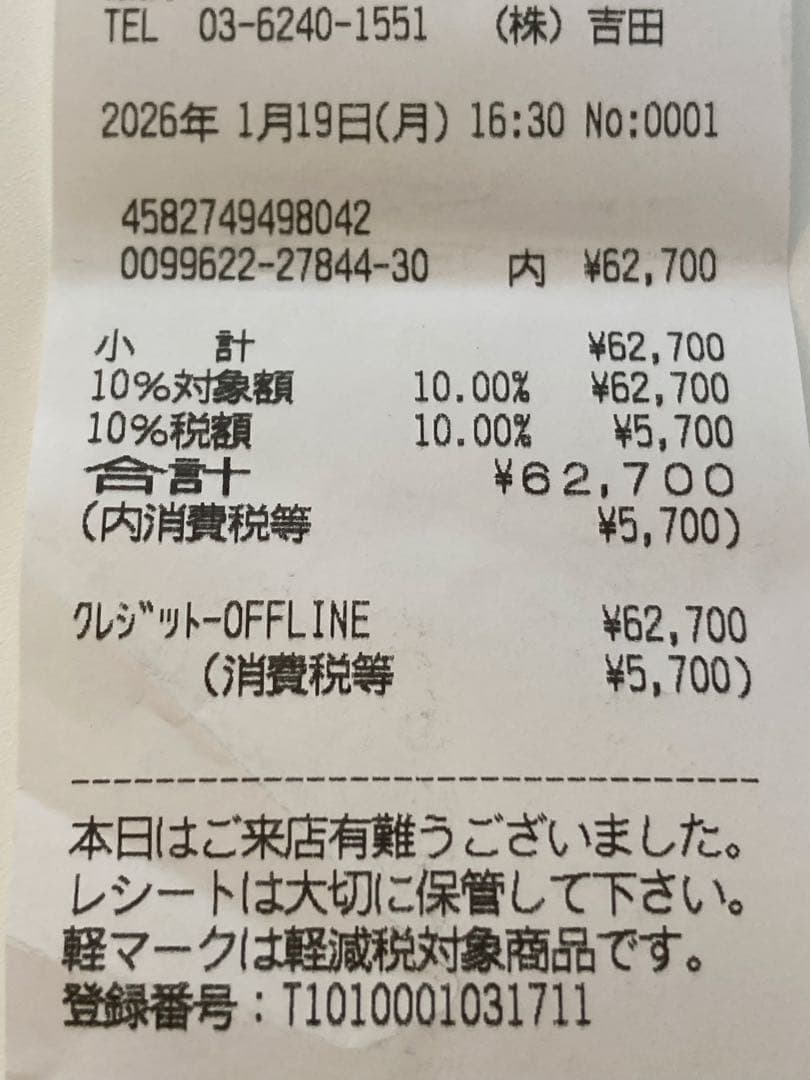 TEL 03-6240-1551 (株)吉田
2026年 1月19日(月) 16:30 No:0001
4582749498042
0099622-27844-30 内 ¥62,700
小 計 ¥62,700
10%対象額 10.00% ¥62,700
10%税額 10.00% ¥5,700
合計 ¥62,700
(内消費税等 ¥5,700)
ｸﾚｼﾞｯﾄ-OFFLINE ¥62,700
(消費税等 ¥5,700)
--------------------------------
本日はご来店有難うございました。
レシートは大切に保管して下さい。
軽マークは軽減税対象商品です。
登録番号：T1010001031711